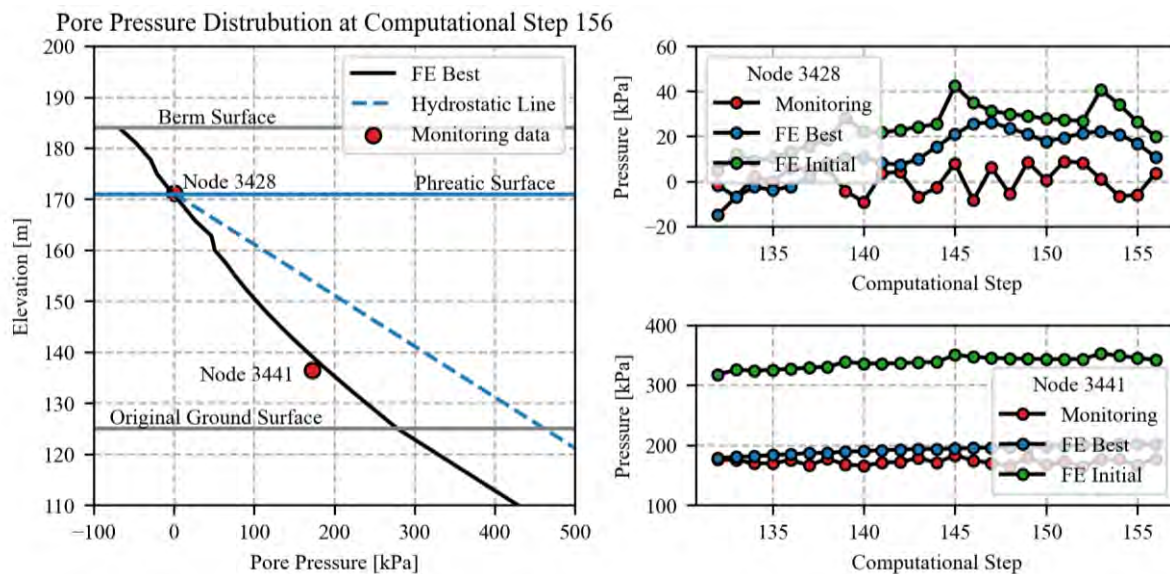 Pore Pressure Distrubution at Computational Step 156
200
190
180
170
160
150
140
130
120
110
Elevation [m]
FE Best
Hydrostatic Line
Monitoring data
Berm Surface
Node 3428
Phreatic Surface
Node 3441
Original Ground Surface
−100 0 100 200 300 400 500
Pore Pressure [kPa]
60
40
20
0
−20
Pressure [kPa]
Node 3428
Monitoring
FE Best
FE Initial
135 140 145 150 155
Computational Step
400
300
200
100
Pressure [kPa]
Node 3441
Monitoring
FE Best
FE Initial
135 140 145 150 155
Computational Step